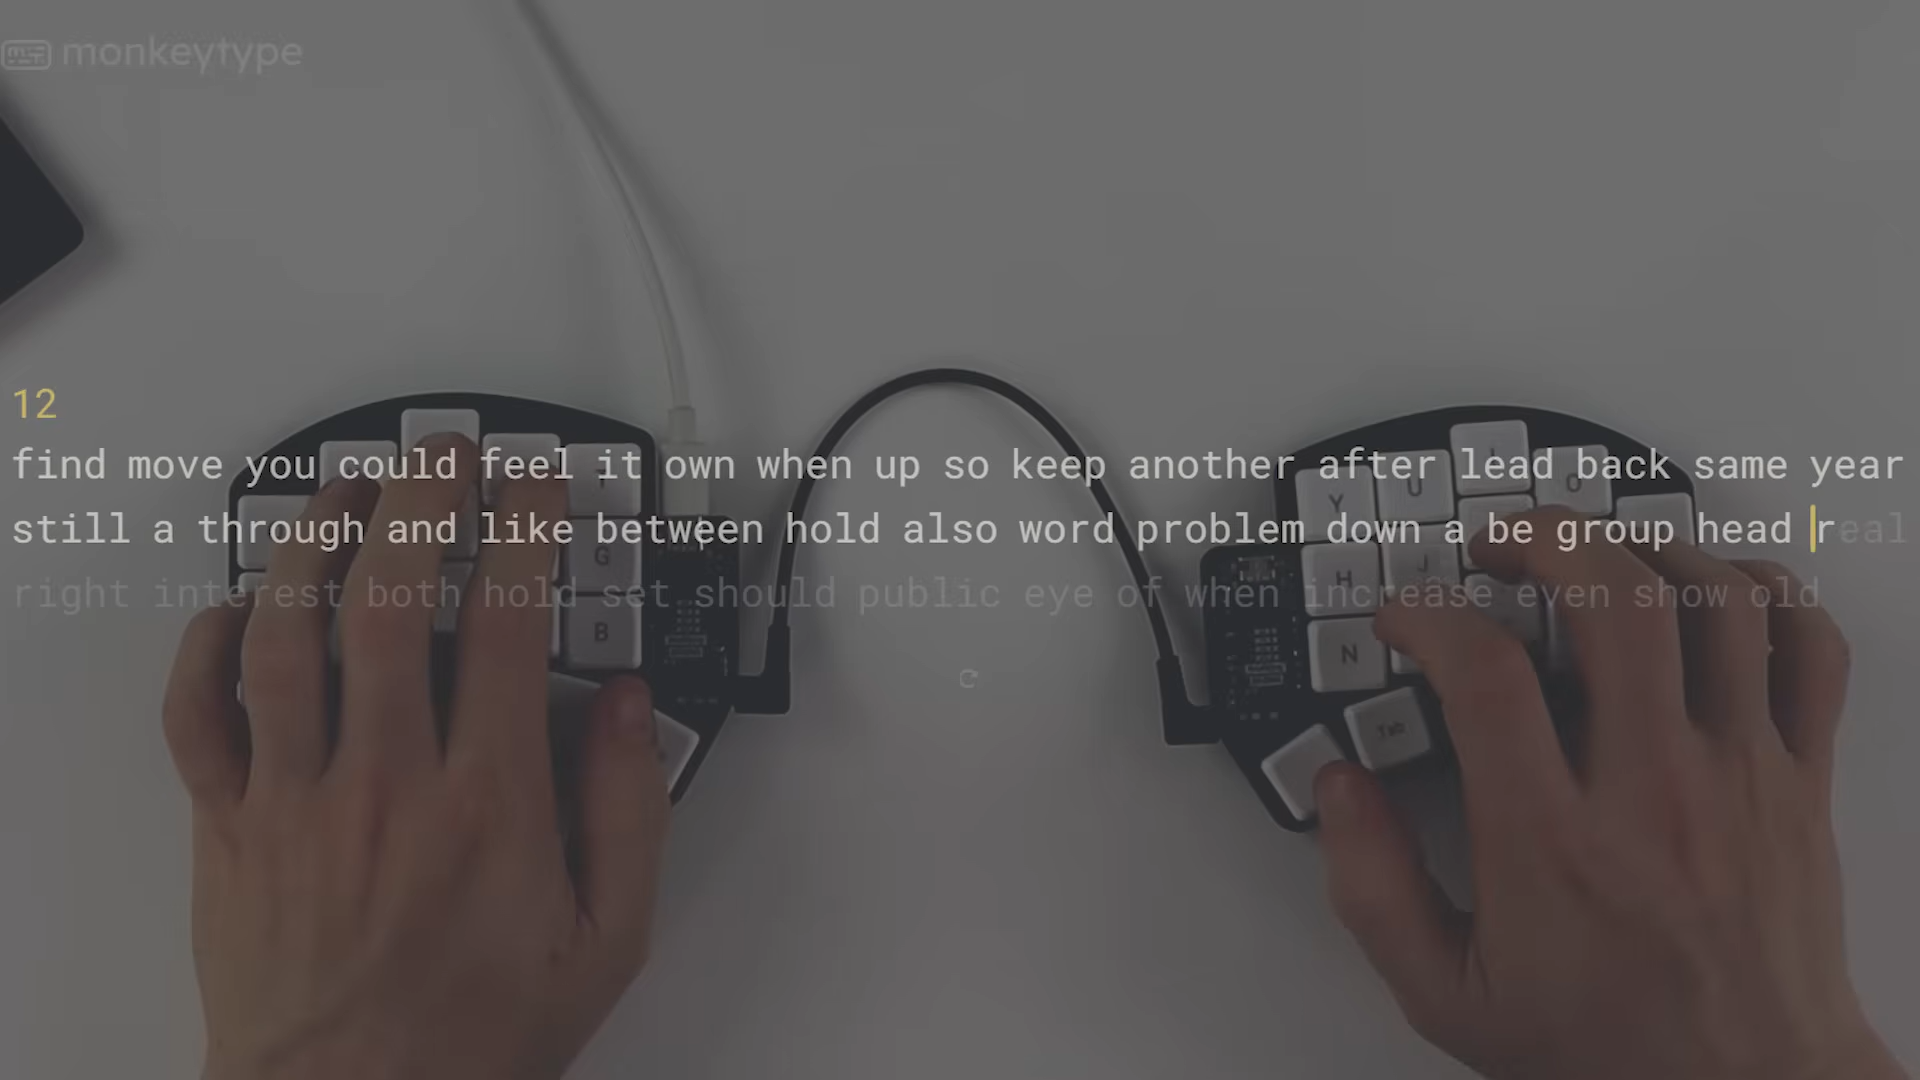 monkeytype
12
find move you could feel it own when up so keep another after lead back same year
still a through and like between hold also word problem down a be group head real
right interest both hold set should public eye of when increase even show old
T
G
B
Y U I O
H J
N
Tab